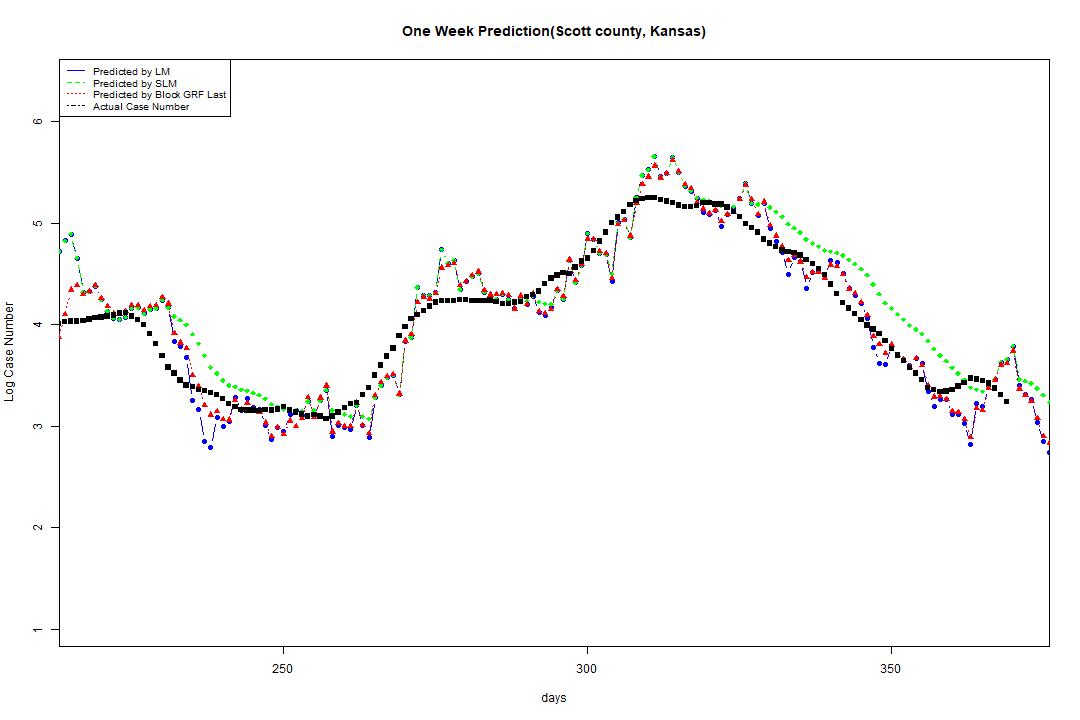 One Week Prediction(Scott county, Kansas)
Predicted by LM
Predicted by SLM
Predicted by Block GRF Last
Actual Case Number
6
5
4
3
2
1
Log Case Number
250
300
350
days